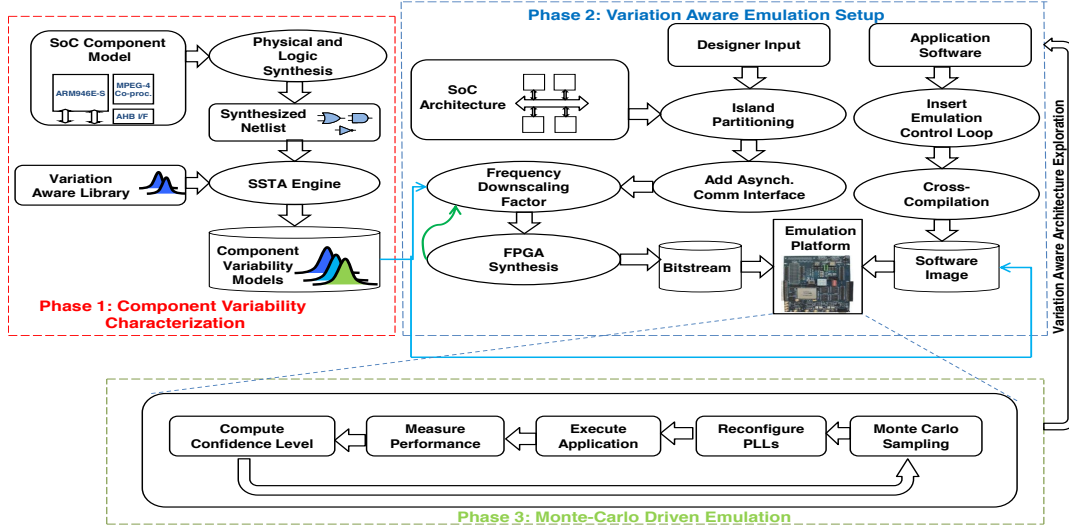 SoC Component
Model
ARM946E-S
MPEG-4
Co-proc.
AHB I/F
Physical and
Logic
Synthesis
Synthesized
Netlist
Variation
Aware Library
SSTA Engine
Component
Variability
Models
Phase 1: Component Variability
Characterization
Phase 2: Variation Aware Emulation Setup
Designer Input
Application
Software
SoC
Architecture
Island
Partitioning
Insert
Emulation
Control Loop
Frequency
Downscaling
Factor
Add Asynch.
Comm Interface
Cross-
Compilation
FPGA
Synthesis
Bitstream
Emulation
Platform
Software
Image
Variation Aware Architecture Exploration
Compute
Confidence Level
Measure
Performance
Execute
Application
Reconfigure
PLLs
Monte Carlo
Sampling
Phase 3: Monte-Carlo Driven Emulation